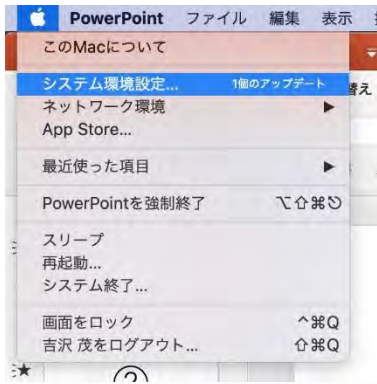 PowerPoint ファイル 編集 表示
このMacについて
システム環境設定... 1個のアップデート
替え
ネットワーク環境 ▶
App Store...
最近使った項目 ▶
PowerPointを強制終了 ⌥⇧⌘⎋
スリープ
再起動...
システム終了...
画面をロック ^⌘Q
吉沢 茂をログアウト... ⇧⌘Q
②